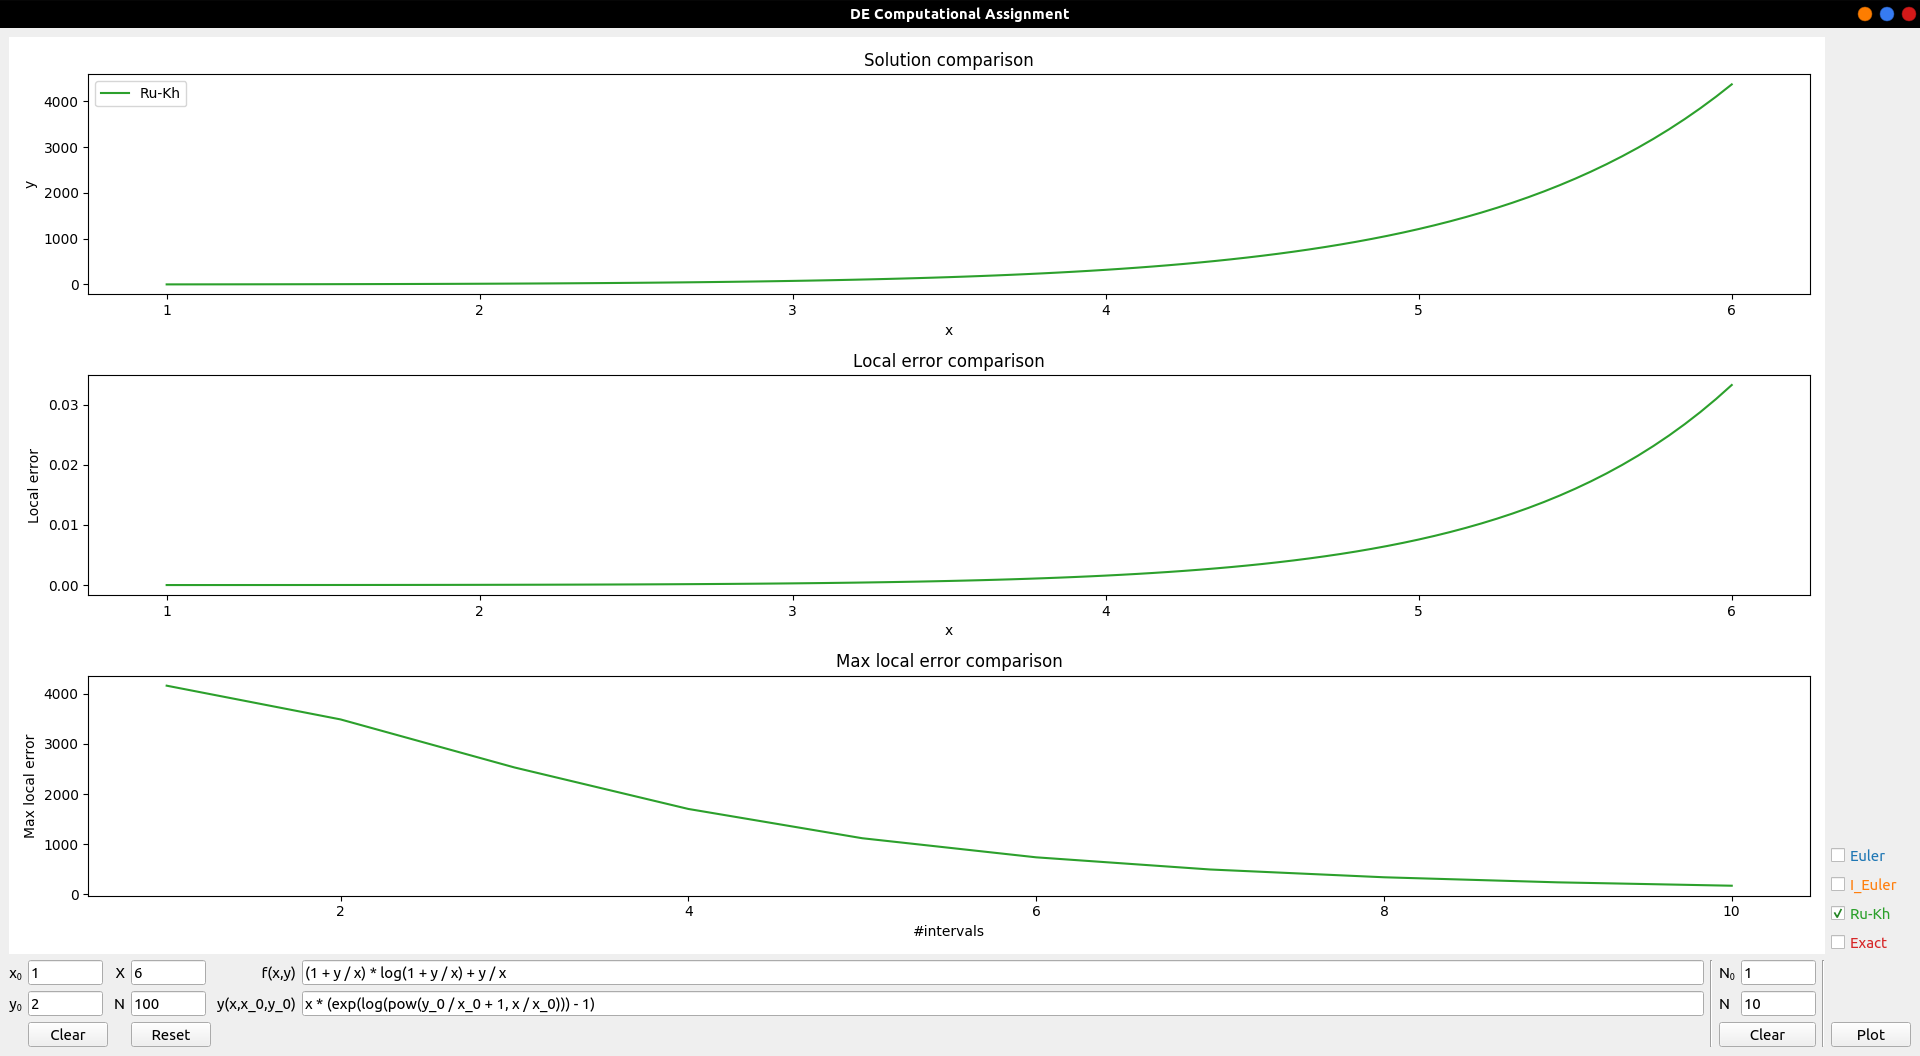 DE Computational Assignment
Solution comparison
Ru-Kh
4000
3000
2000
1000
0
y
1 2 3 4 5 6
x
Local error comparison
0.03
0.02
0.01
0.00
Local error
1 2 3 4 5 6
x
Max local error comparison
4000
3000
2000
1000
0
Max local error
2 4 6 8 10
#intervals
Euler
I_Euler
Ru-Kh
Exact
x₀ 1 X 6 f(x,y) (1 + y / x) * log(1 + y / x) + y / x N₀ 1
y₀ 2 N 100 y(x,x_0,y_0) x * (exp(log(pow(y_0 / x_0 + 1, x / x_0))) - 1) N 10
Clear Reset Clear Plot